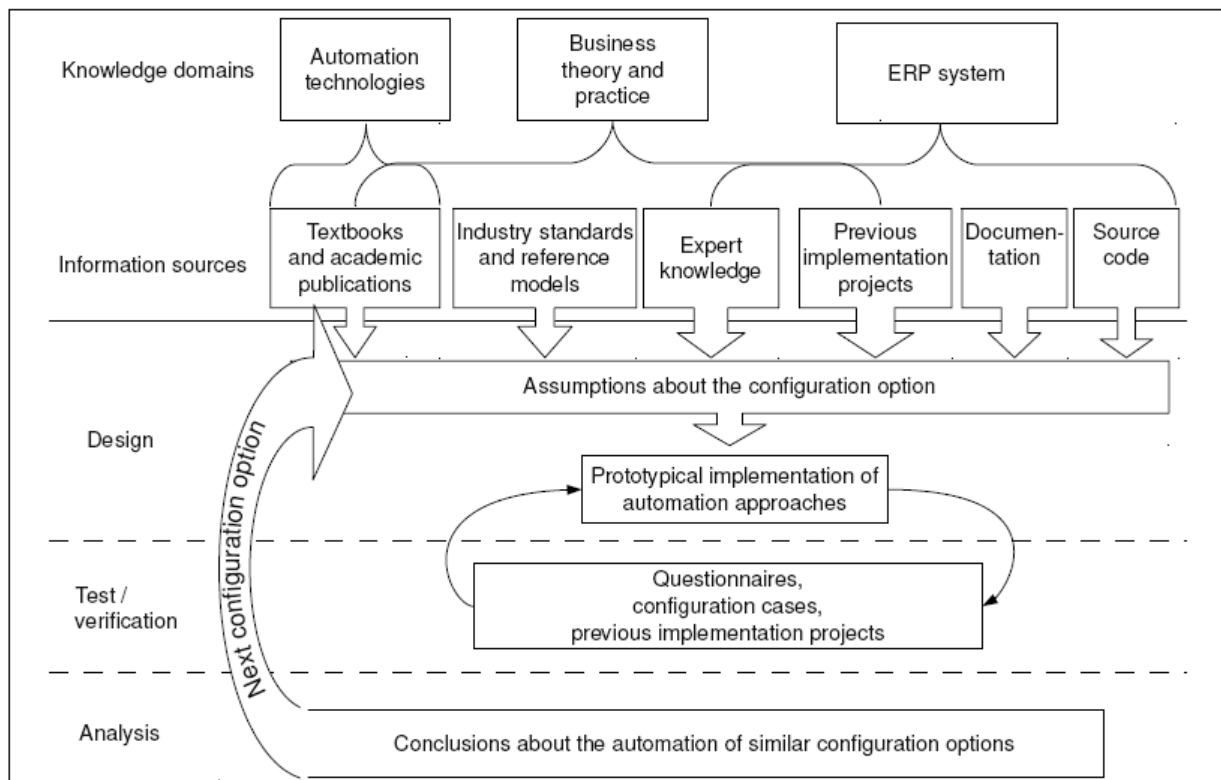 Knowledge domains
Automation
technologies
Business
theory and
practice
ERP system
Information sources
Textbooks
and academic
publications
Industry standards
and reference
models
Expert
knowledge
Previous
implementation
projects
Documen-
tation
Source
code
Assumptions about the configuration option
Design
Next configuration option
Prototypical implementation of
automation approaches
Test /
verification
Questionnaires,
configuration cases,
previous implementation projects
Analysis
Conclusions about the automation of similar configuration options